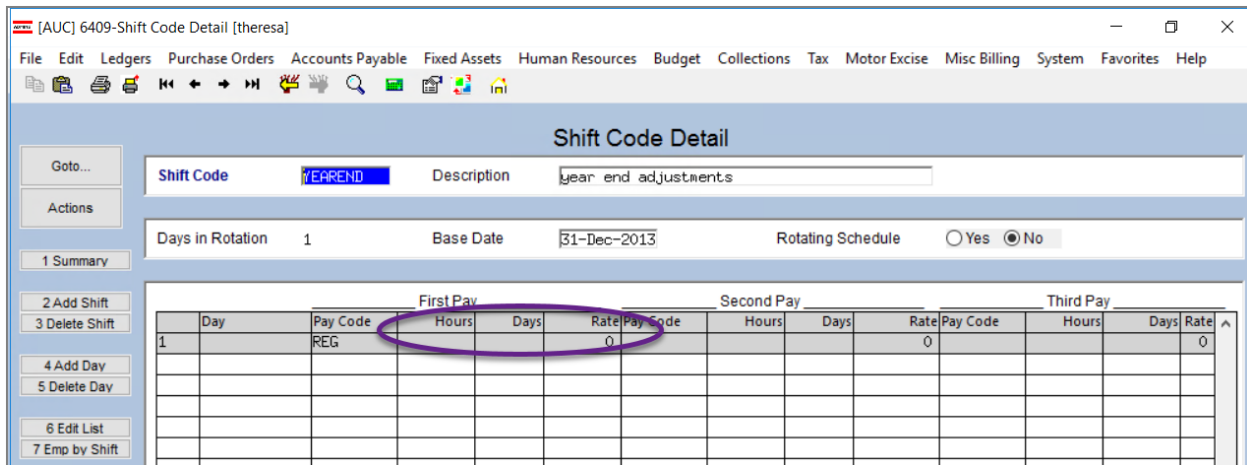 [AUC] 6409-Shift Code Detail [theresa]
File Edit Ledgers Purchase Orders Accounts Payable Fixed Assets Human Resources Budget Collections Tax Motor Excise Misc Billing System Favorites Help
Shift Code Detail
Goto...
Shift Code YEAREND Description year end adjustments
Actions
Days in Rotation 1 Base Date 31-Dec-2013 Rotating Schedule Yes No
1 Summary
2 Add Shift
3 Delete Shift
4 Add Day
5 Delete Day
6 Edit List
7 Emp by Shift
First Pay Second Pay Third Pay
Day Pay Code Hours Days Rate Pay Code Hours Days Rate Pay Code Hours Days Rate
1 REG 0 0 0